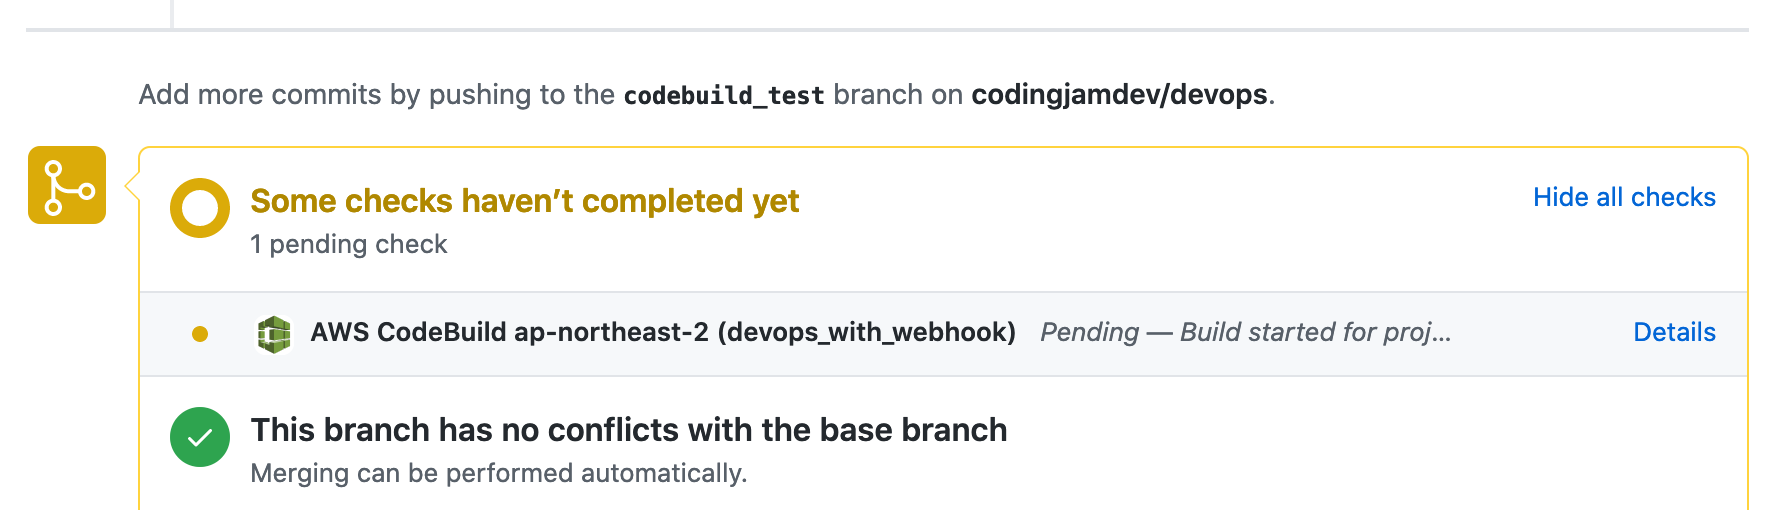 Add more commits by pushing to the codebuild_test branch on codingjamdev/devops.
Some checks haven’t completed yet
Hide all checks
1 pending check
AWS CodeBuild ap-northeast-2 (devops_with_webhook) Pending — Build started for proj... Details
This branch has no conflicts with the base branch
Merging can be performed automatically.